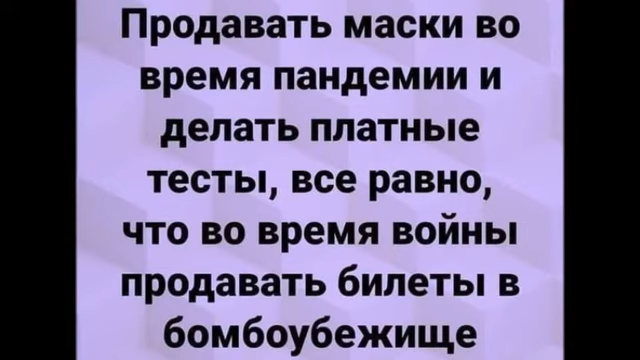 Продавать маски во
время пандемии и
делать платные
тесты, все равно,
что во время войны
продавать билеты в
бомбоубежище